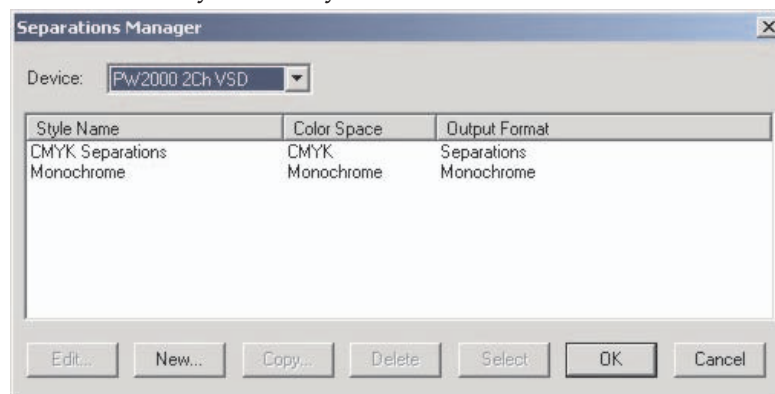 Separations Manager
Device: PW2000 2Ch VSD
Style Name Color Space Output Format
CMYK Separations CMYK Separations
Monochrome Monochrome Monochrome
Edit... New... Copy... Delete Select OK Cancel